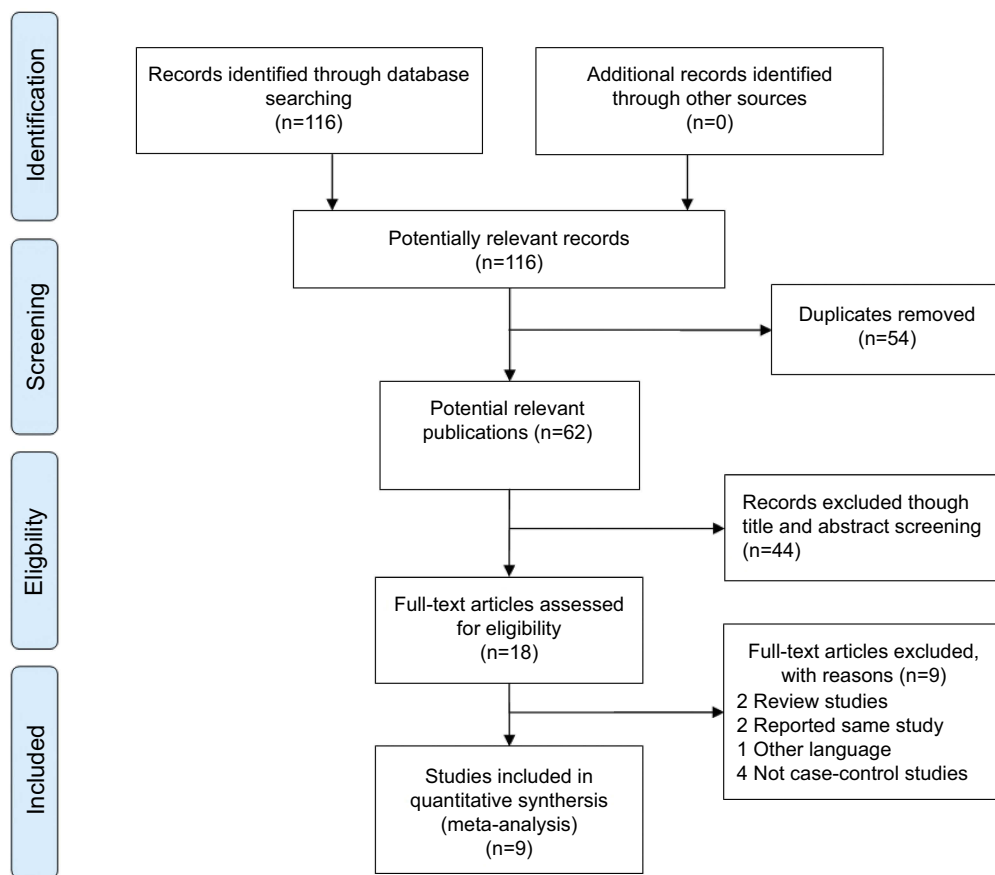 Identification
Records identified through database
searching
(n=116)
Additional records identified
through other sources
(n=0)
Potentially relevant records
(n=116)
Screening
Duplicates removed
(n=54)
Potential relevant
publications (n=62)
Eligbility
Records excluded though
title and abstract screening
(n=44)
Full-text articles assessed
for eligibility
(n=18)
Full-text articles excluded,
with reasons (n=9)
2 Review studies
2 Reported same study
1 Other language
4 Not case-control studies
Included
Studies included in
quantitative synthersis
(meta-analysis)
(n=9)